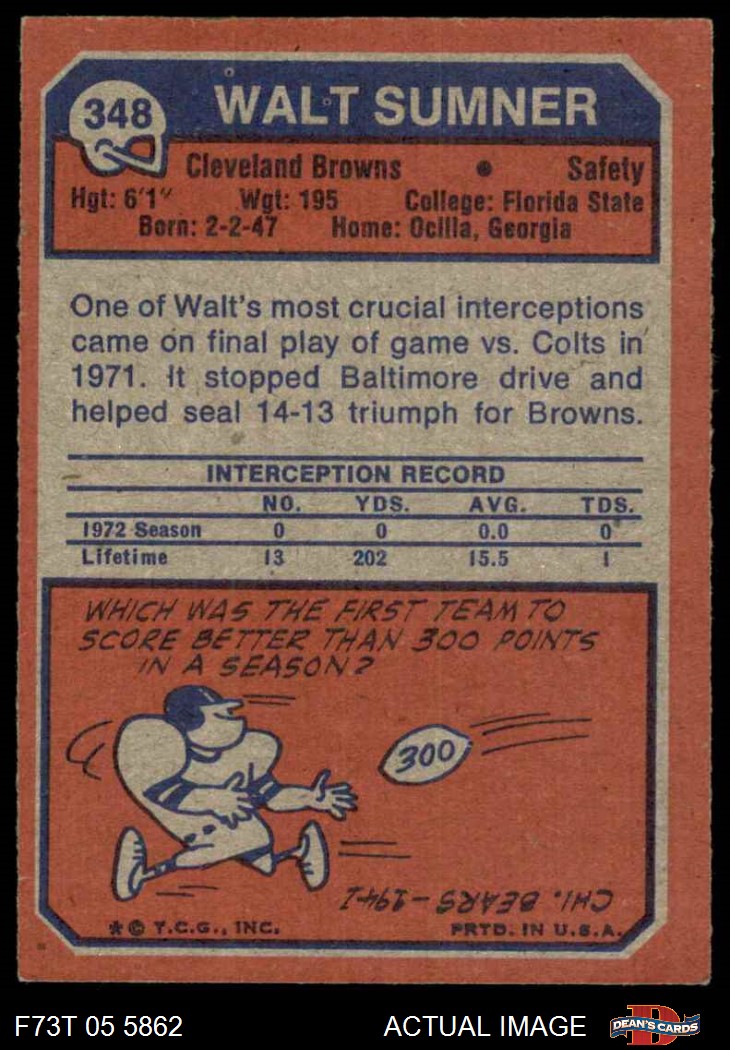 348
WALT SUMNER
Cleveland Browns • Safety
Hgt: 6'1" Wgt: 195 College: Florida State
Born: 2-2-47 Home: Ocilla, Georgia
One of Walt's most crucial interceptions
came on final play of game vs. Colts in
1971. It stopped Baltimore drive and
helped seal 14-13 triumph for Browns.
INTERCEPTION RECORD
NO. YDS. AVG. TDS.
1972 Season 0 0 0.0 0
Lifetime 13 202 15.5 1
WHICH WAS THE FIRST TEAM TO
SCORE BETTER THAN 300 POINTS
IN A SEASON?
300
CHI. BEARS - 1941
* © T.C.G., INC. PRTD. IN U.S.A.
F73T 05 5862 ACTUAL IMAGE DEAN'S CARDS